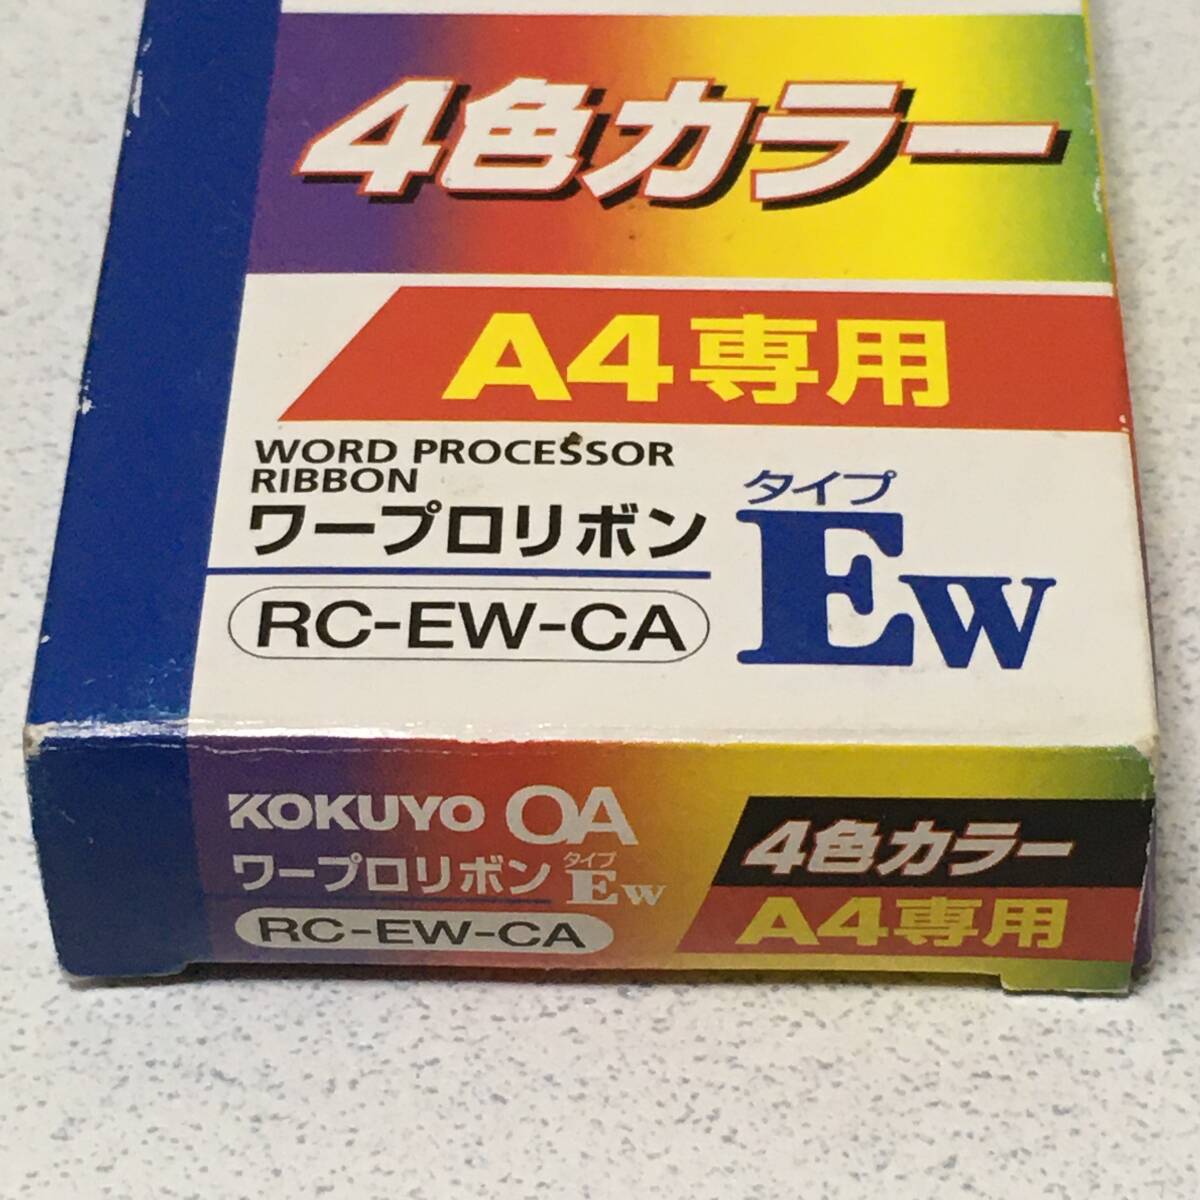 4色カラー
A4専用
WORD PROCESSOR
RIBBON
ワープロリボン
RC-EW-CA
タイプ
EW
KOKUYO OA
ワープロリボン タイプ EW
RC-EW-CA
4色カラー
A4専用